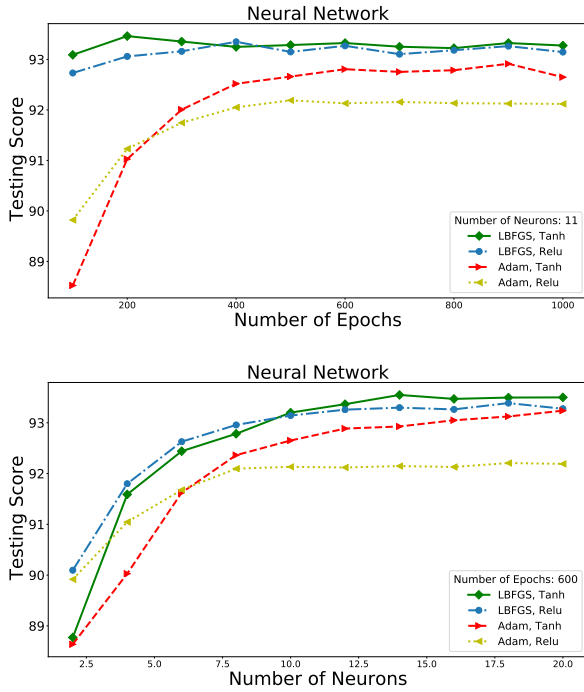 Neural Network
Testing Score
93
92
91
90
89
Number of Neurons: 11
LBFGS, Tanh
LBFGS, Relu
Adam, Tanh
Adam, Relu
200 400 600 800 1000
Number of Epochs
Neural Network
Testing Score
93
92
91
90
89
Number of Epochs: 600
LBFGS, Tanh
LBFGS, Relu
Adam, Tanh
Adam, Relu
2.5 5.0 7.5 10.0 12.5 15.0 17.5 20.0
Number of Neurons